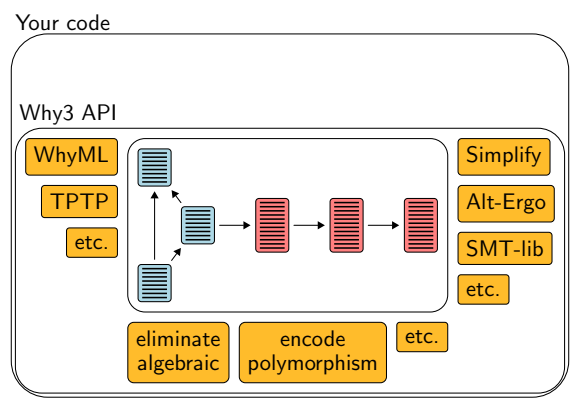 Your code
Why3 API
WhyML
TPTP
etc.
Simplify
Alt-Ergo
SMT-lib
etc.
eliminate
algebraic
encode
polymorphism
etc.